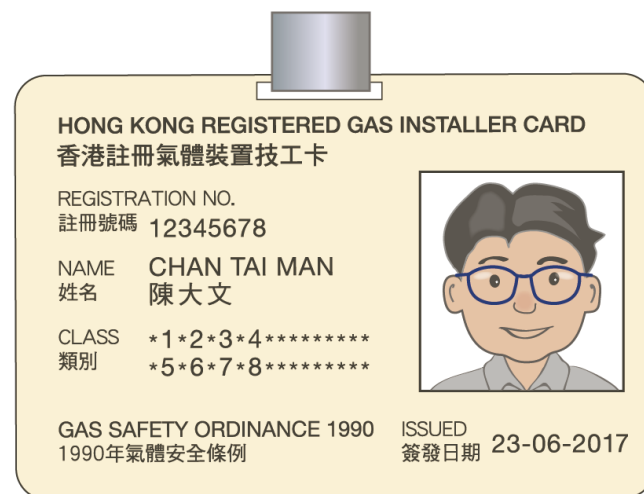 HONG KONG REGISTERED GAS INSTALLER CARD
香港註冊氣體裝置技工卡
REGISTRATION NO.
註冊號碼 12345678
NAME CHAN TAI MAN
姓名 陳大文
CLASS *1*2*3*4*********
類別 *5*6*7*8*********
GAS SAFETY ORDINANCE 1990
1990年氣體安全條例
ISSUED
簽發日期 23-06-2017